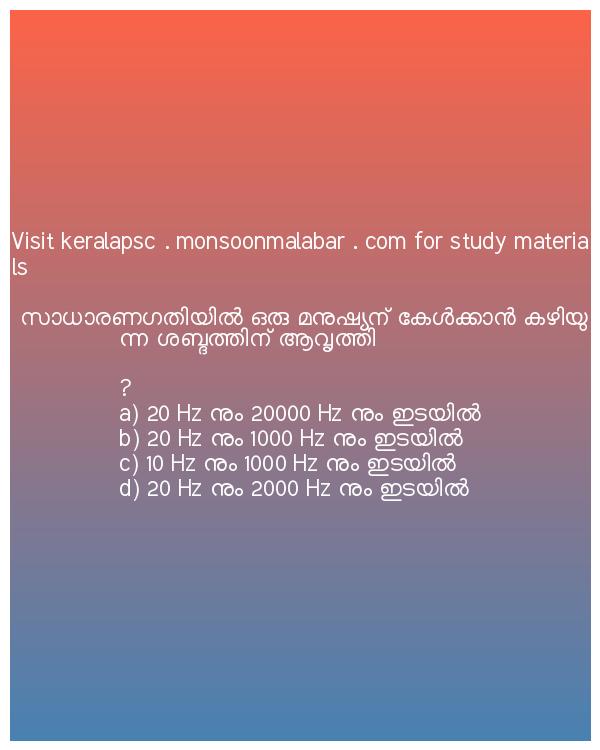 Visit keralapsc . monsoonmalabar . com for study materia
ls
സാധാരണഗതിയിൽ ഒരു മനുഷ്യന് കേൾക്കാൻ കഴിയു
ന്ന ശബ്ദത്തിന് ആവൃത്തി
?
a) 20 Hz നും 20000 Hz നും ഇടയിൽ
b) 20 Hz നും 1000 Hz നും ഇടയിൽ
c) 10 Hz നും 1000 Hz നും ഇടയിൽ
d) 20 Hz നും 2000 Hz നും ഇടയിൽ